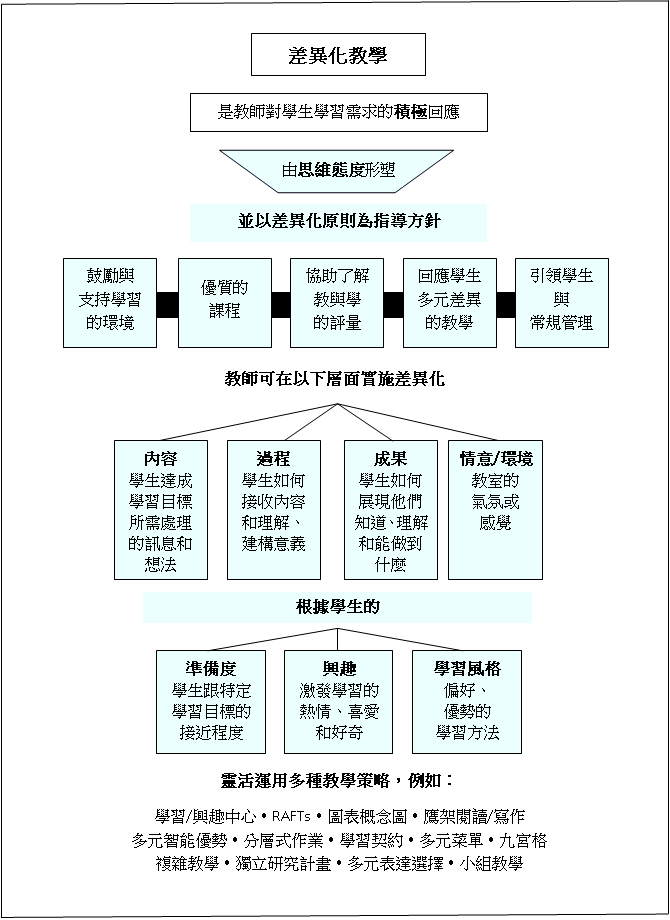 差異化教學
是教師對學生學習需求的積極回應
由思維態度形塑
並以差異化原則為指導方針
鼓勵與
支持學習
的環境
優質的
課程
協助了解
教與學
的評量
回應學生
多元差異
的教學
引領學生
與
常規管理
教師可在以下層面實施差異化
內容
學生達成
學習目標
所需處理
的訊息和
想法
過程
學生如何
接收內容
和理解、
建構意義
成果
學生如何
展現他們
知道、理解
和能做到
什麼
情意/環境
教室的
氣氛或
感覺
根據學生的
準備度
學生跟特定
學習目標的
接近程度
興趣
激發學習的
熱情、喜愛
和好奇
學習風格
偏好、
優勢的
學習方法
靈活運用多種教學策略，例如：
學習/興趣中心•RAFTs•圖表概念圖•鷹架閱讀/寫作
多元智能優勢•分層式作業•學習契約•多元菜單•九宮格
複雜教學•獨立研究計畫•多元表達選擇•小組教學